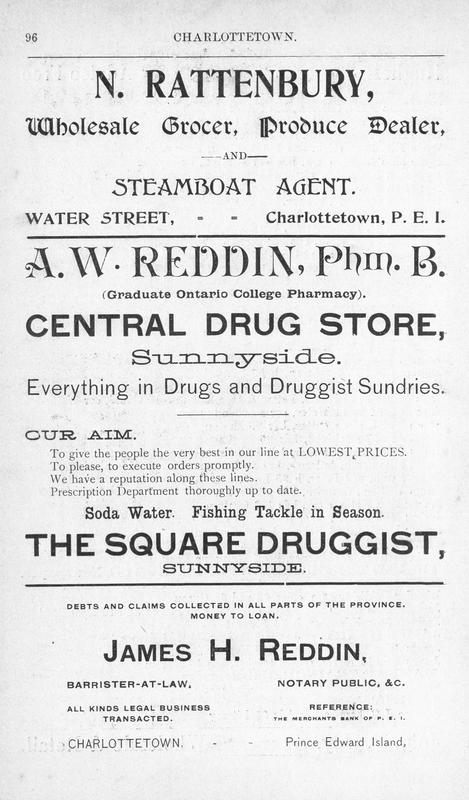 96
CHARLOTTETOWN.
N. RATTENBURY,
Wholesale Grocer, Produce Dealer,
—AND—
STEAMBOAT AGENT.
WATER STREET, - - Charlottetown, P. E. I.
A. W. REDDIN, Phm. B.
(Graduate Ontario College Pharmacy).
CENTRAL DRUG STORE,
Sunnyside.
Everything in Drugs and Druggist Sundries.
OUR AIM.
To give the people the very best in our line at LOWEST PRICES.
To please, to execute orders promptly.
We have a reputation along these lines.
Prescription Department thoroughly up to date.
Soda Water. Fishing Tackle in Season.
THE SQUARE DRUGGIST,
SUNNYSIDE.
DEBTS AND CLAIMS COLLECTED IN ALL PARTS OF THE PROVINCE.
MONEY TO LOAN.
JAMES H. REDDIN,
BARRISTER-AT-LAW, NOTARY PUBLIC, &C.
ALL KINDS LEGAL BUSINESS
TRANSACTED.
REFERENCE:
THE MERCHANTS BANK OF P. E. I.
CHARLOTTETOWN. - - Prince Edward Island,